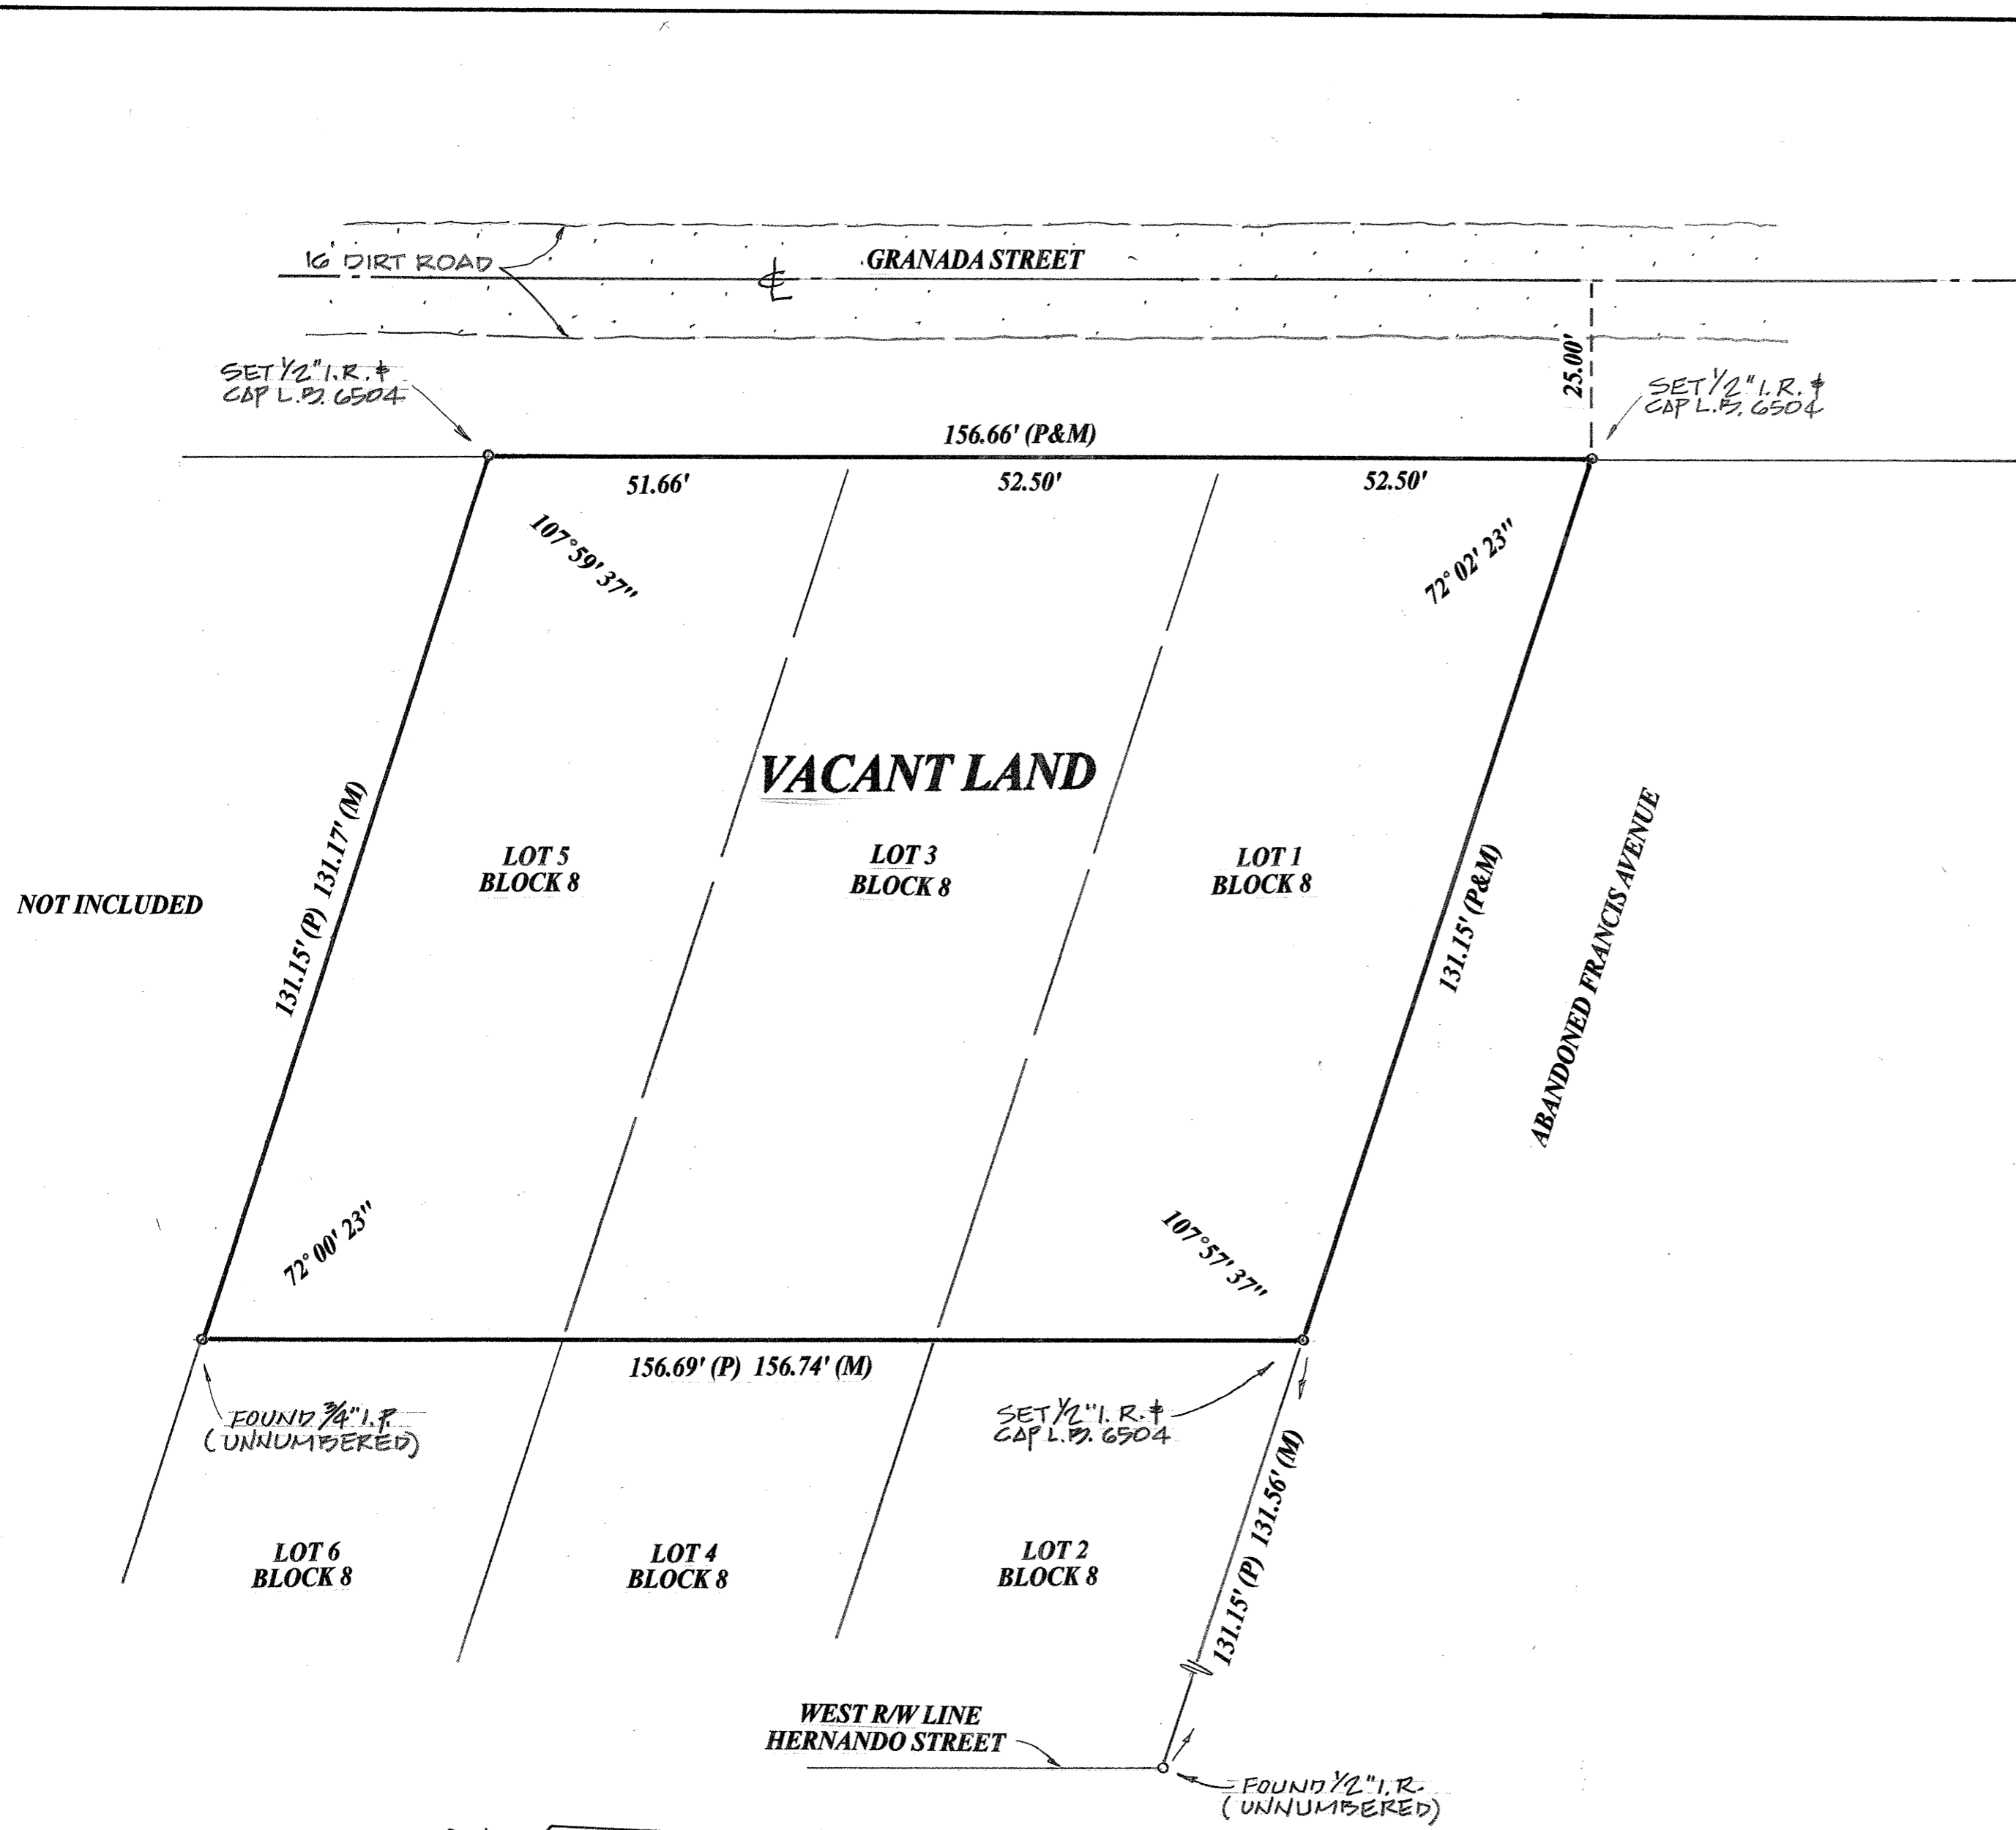 16' DIRT ROAD
GRANADA STREET
℄
25.00'
SET 1/2" I.R. &
CAP L.B. 6504
SET 1/2" I.R. &
CAP L.B. 6504
156.66' (P&M)
51.66'
52.50'
52.50'
107°59'37"
72°02'23"
VACANT LAND
LOT 5
BLOCK 8
LOT 3
BLOCK 8
LOT 1
BLOCK 8
NOT INCLUDED
131.15' (P) 131.17' (M)
131.15' (P&M)
ABANDONED FRANCIS AVENUE
72°00'23"
107°57'37"
156.69' (P) 156.74' (M)
FOUND 3/4" I.P.
(UNNUMBERED)
SET 1/2" I.R. &
CAP L.B. 6504
131.15' (P) 131.56' (M)
LOT 6
BLOCK 8
LOT 4
BLOCK 8
LOT 2
BLOCK 8
WEST R/W LINE
HERNANDO STREET
FOUND 1/2" I.R.
(UNNUMBERED)